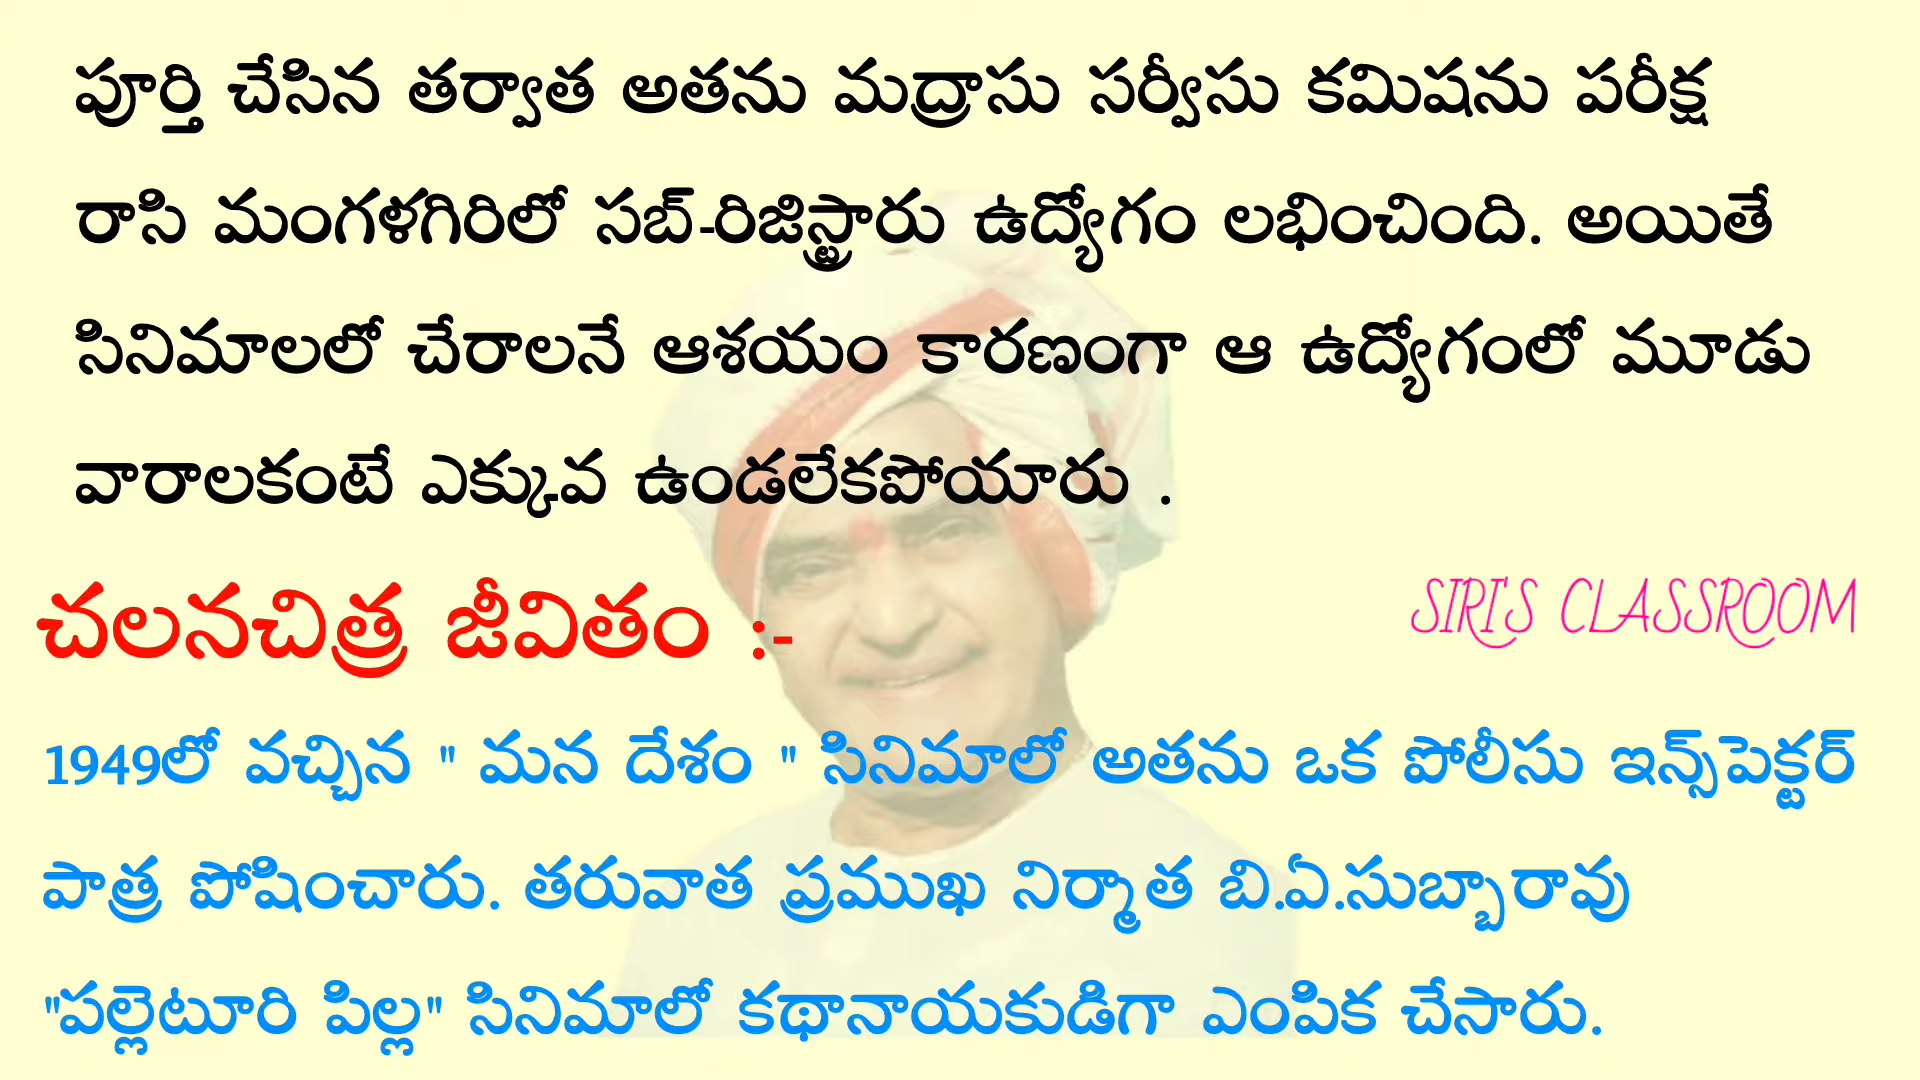 పూర్తి చేసిన తర్వాత అతను మద్రాసు సర్వీసు కమిషను పరీక్ష
రాసి మంగళగిరిలో సబ్-రిజిస్ట్రారు ఉద్యోగం లభించింది. అయితే
సినిమాలలో చేరాలనే ఆశయం కారణంగా ఆ ఉద్యోగంలో మూడు
వారాలకంటే ఎక్కువ ఉండలేకపోయారు .
చలనచిత్ర జీవితం :-
SIRI'S CLASSROOM
1949లో వచ్చిన " మన దేశం " సినిమాలో అతను ఒక పోలీసు ఇన్స్‌పెక్టర్
పాత్ర పోషించారు. తరువాత ప్రముఖ నిర్మాత బి.ఏ.సుబ్బారావు
"పల్లెటూరి పిల్ల" సినిమాలో కథానాయకుడిగా ఎంపిక చేసారు.